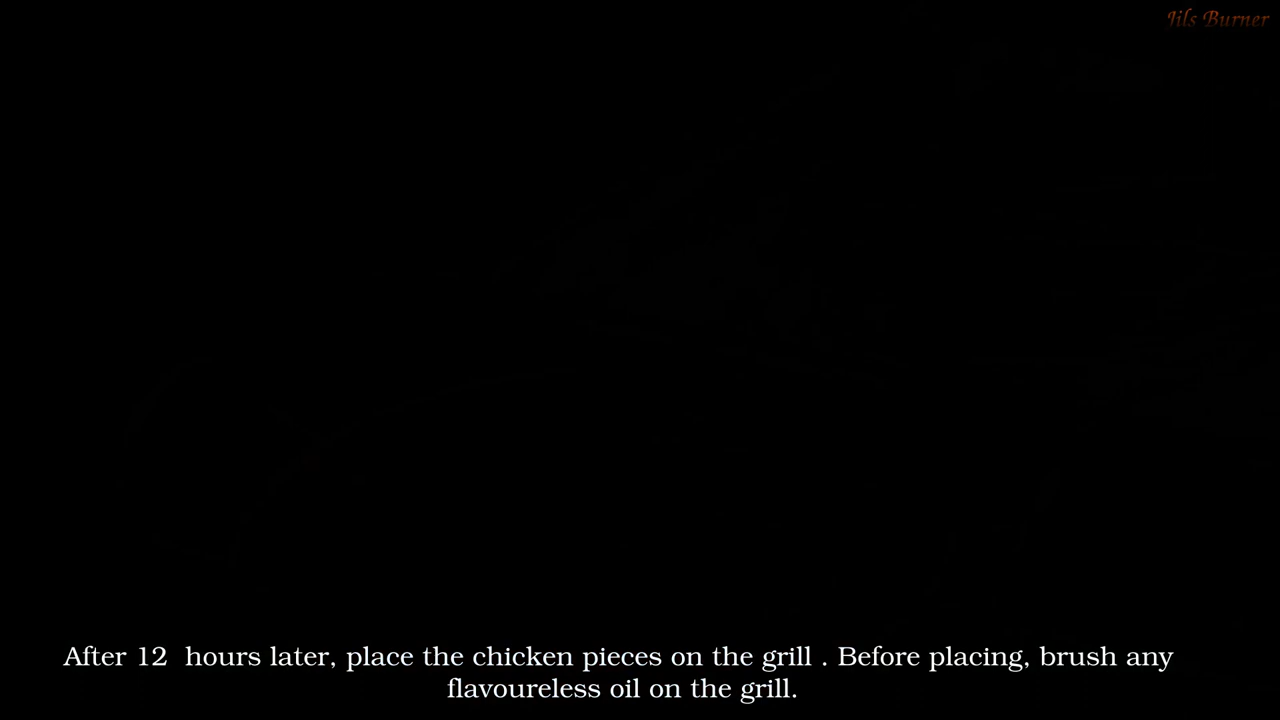 Jils Burner
After 12  hours later, place the chicken pieces on the grill . Before placing, brush any
flavoureless oil on the grill.